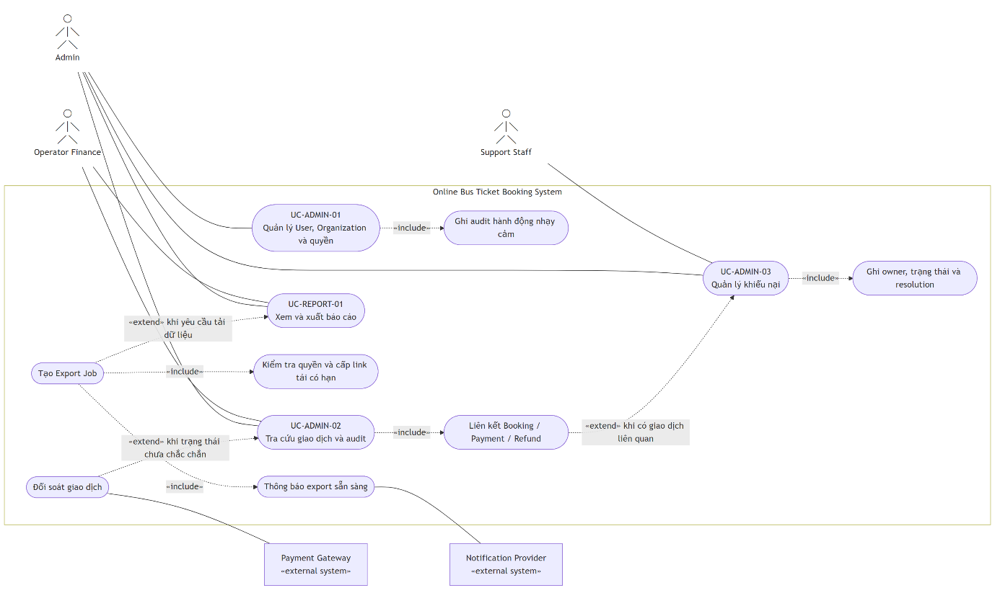 Admin
Operator Finance
Support Staff
Online Bus Ticket Booking System
UC-ADMIN-01
Quản lý User, Organization
và quyền
«include»
Ghi audit hành động nhạy
cảm
UC-ADMIN-03
Quản lý khiếu nại
«include»
Ghi owner, trạng thái và
resolution
UC-REPORT-01
Xem và xuất báo cáo
«extend» khi yêu cầu tải
dữ liệu
Tạo Export Job
«include»
Kiểm tra quyền và cấp link
tải có hạn
UC-ADMIN-02
Tra cứu giao dịch và audit
«include»
Liên kết Booking /
Payment / Refund
«extend» khi có giao dịch
liên quan
«extend» khi trạng thái
chưa chắc chắn
Đối soát giao dịch
«include»
Thông báo export sẵn sàng
Payment Gateway
«external system»
Notification Provider
«external system»